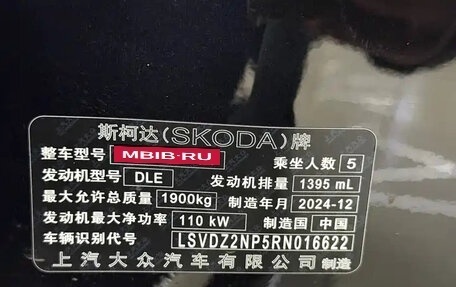 斯柯达(SKODA)牌
整车型号 MBIB-RU 乘坐人数 5
发动机型号 DLE 发动机排量 1395 mL
最大允许总质量 1900kg 制造年月 2024-12
发动机最大净功率 110 kW 制造国 中国
车辆识别代号 LSVDZ2NP5RN016622
上汽大众汽车有限公司 制造